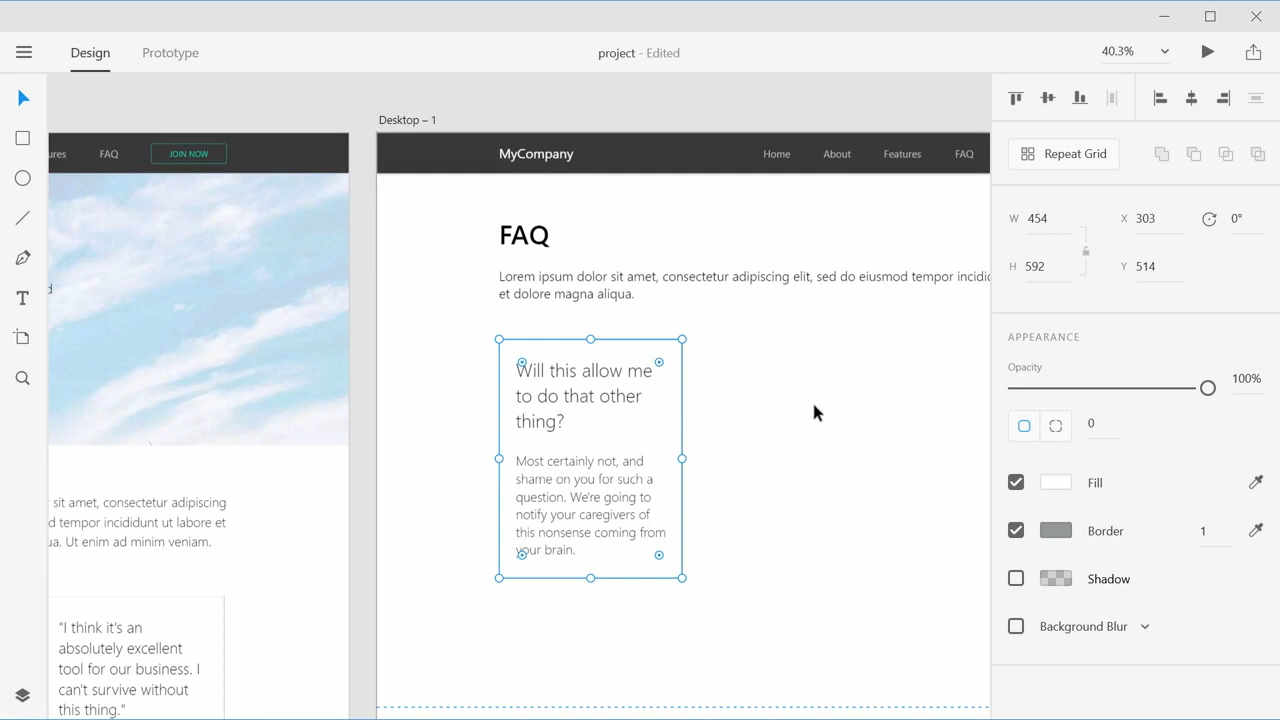 Design
Prototype
project - Edited
40.3%
Desktop – 1
ures
FAQ
JOIN NOW
MyCompany
Home
About
Features
FAQ
Repeat Grid
W 454
X 303
0°
H 592
Y 514
FAQ
Lorem ipsum dolor sit amet, consectetur adipiscing elit, sed do eiusmod tempor incidid
et dolore magna aliqua.
d
Will this allow me
to do that other
thing?
Most certainly not, and
shame on you for such a
question. We're going to
notify your caregivers of
this nonsense coming from
your brain.
sit amet, consectetur adipiscing
d tempor incididunt ut labore et
ua. Ut enim ad minim veniam.
"I think it's an
absolutely excellent
tool for our business. I
can't survive without
this thing."
APPEARANCE
Opacity
100%
0
Fill
Border
1
Shadow
Background Blur